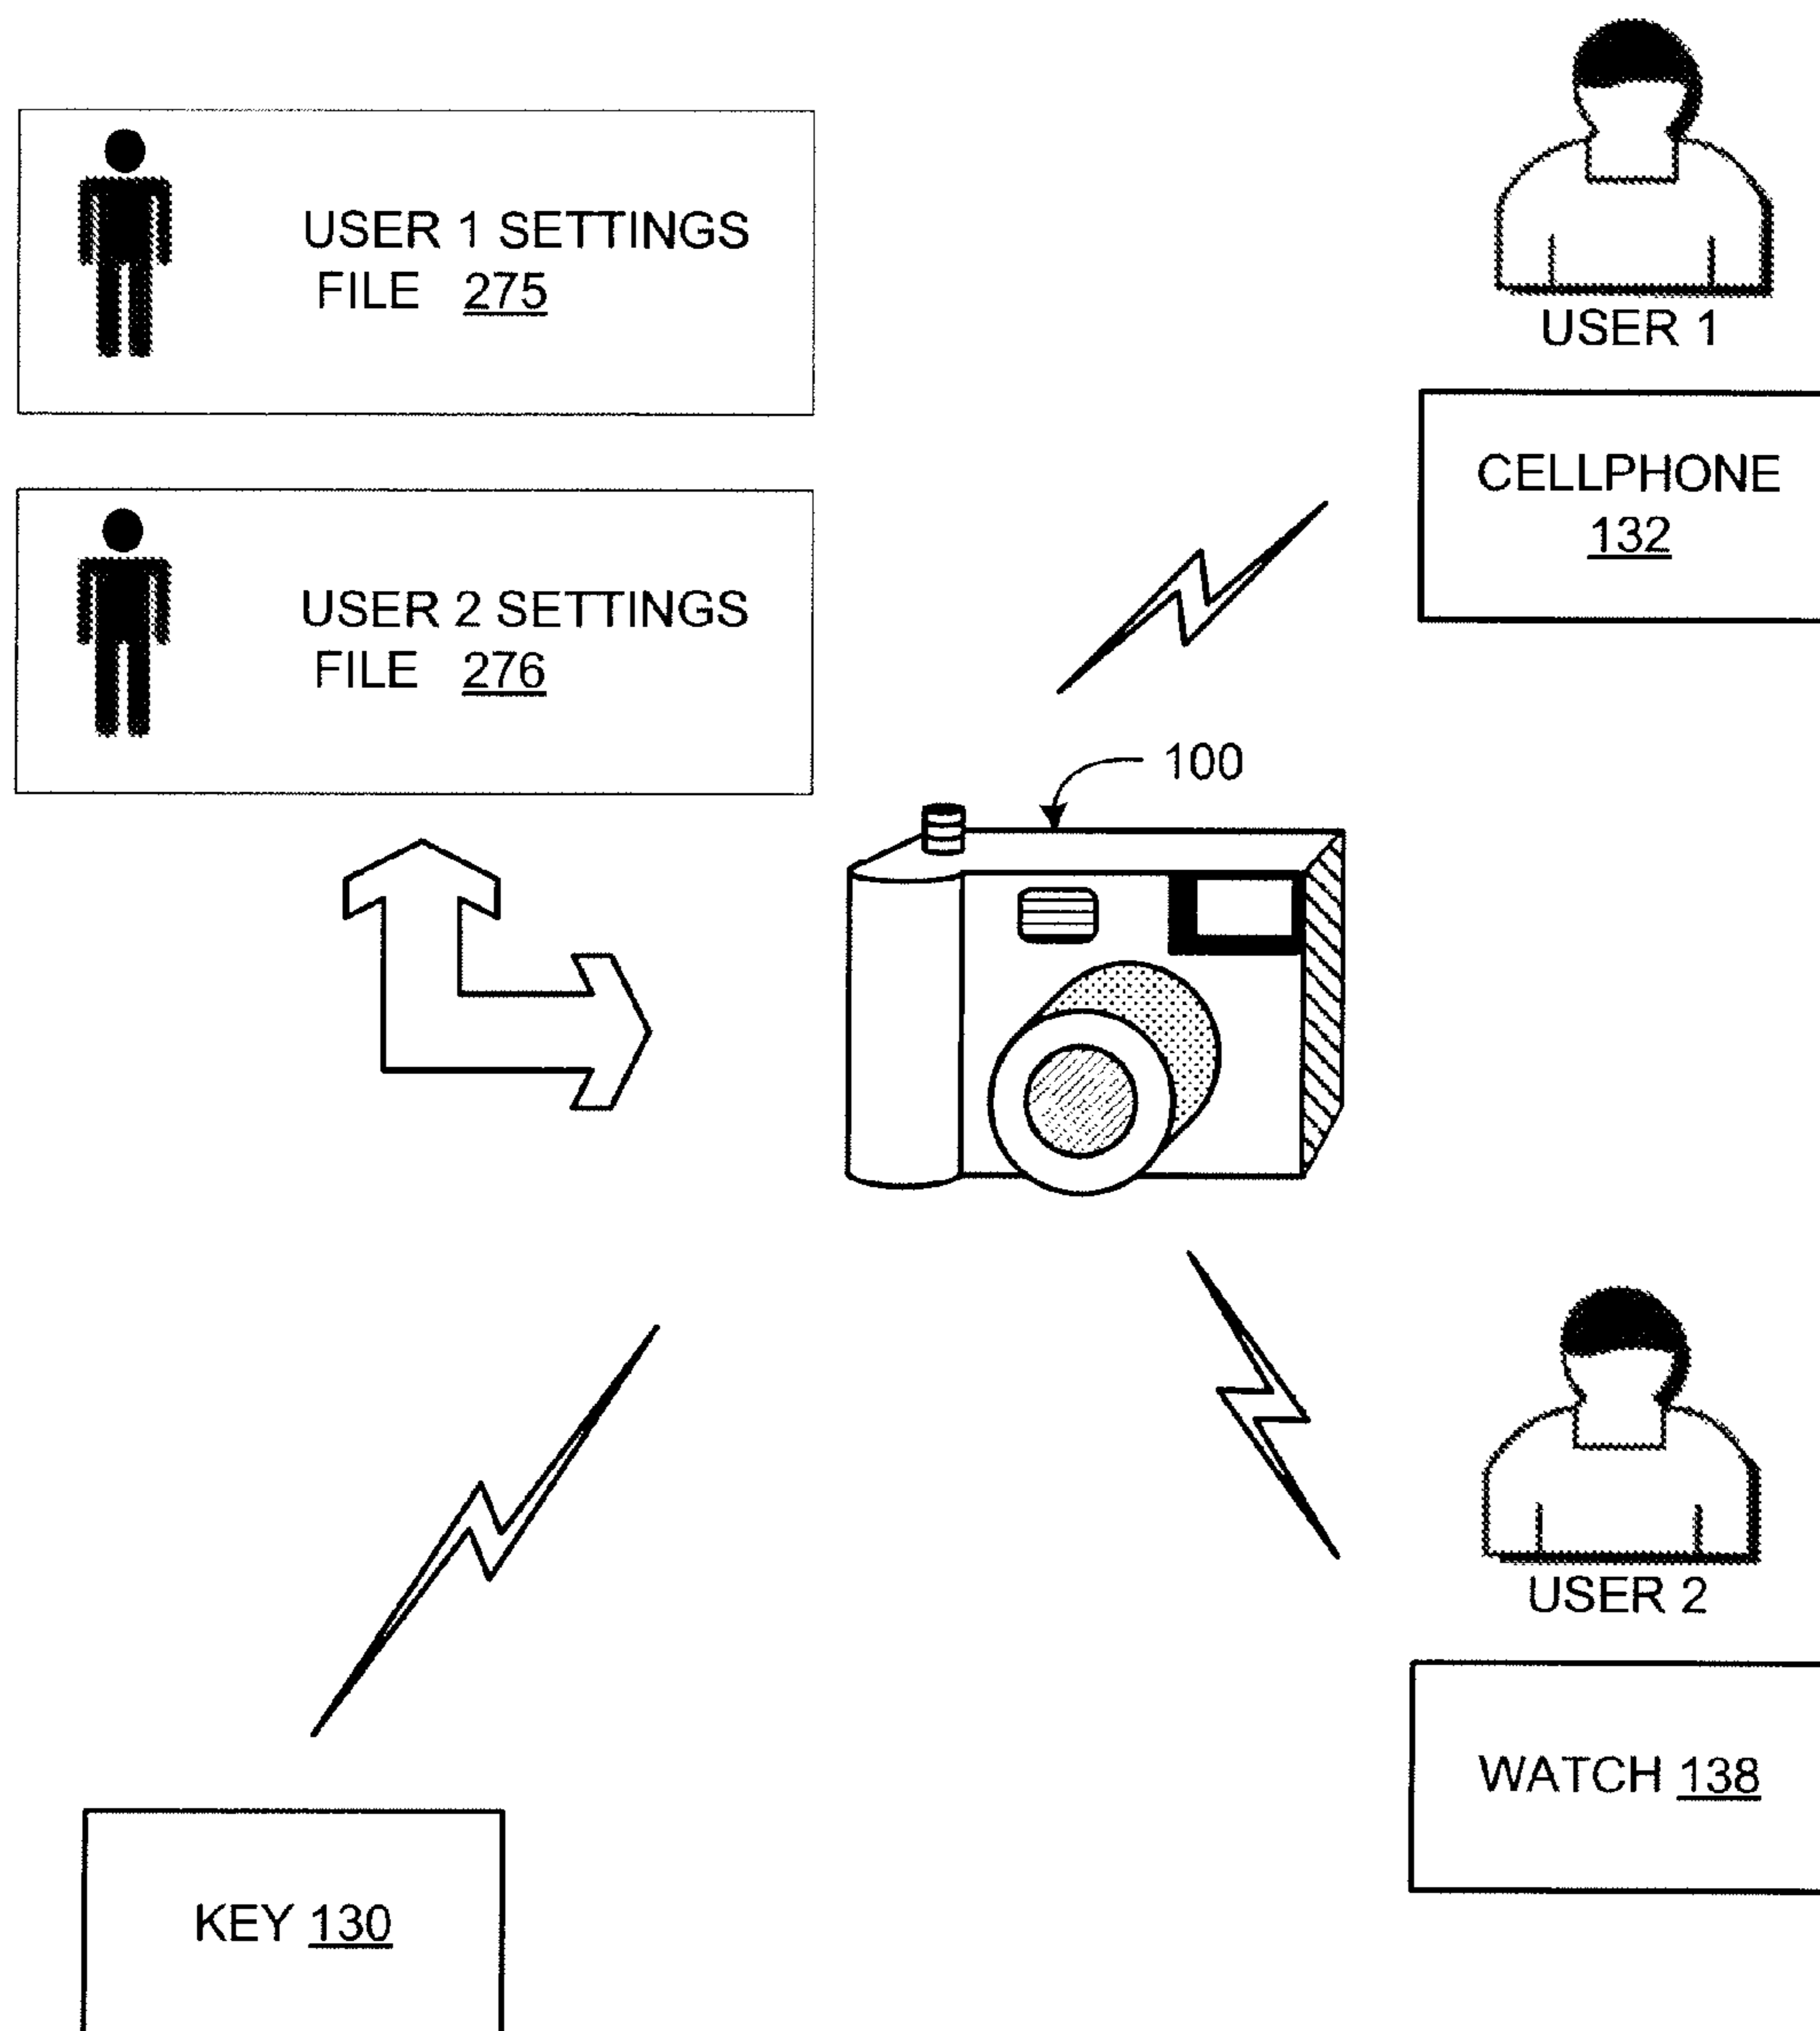 USER 1 SETTINGS
FILE 275
USER 1
CELLPHONE
132
USER 2 SETTINGS
FILE 276
100
USER 2
WATCH 138
KEY 130